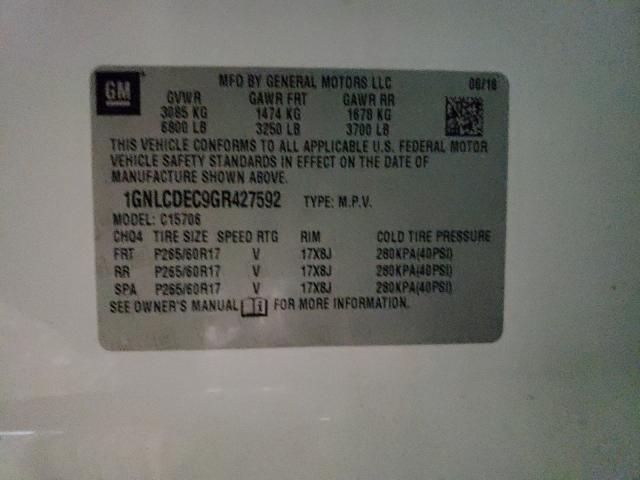 GM
MFD BY GENERAL MOTORS LLC 06/16
GVWR GAWR FRT GAWR RR
3085 KG 1474 KG 1678 KG
6800 LB 3250 LB 3700 LB
THIS VEHICLE CONFORMS TO ALL APPLICABLE U.S. FEDERAL MOTOR
VEHICLE SAFETY STANDARDS IN EFFECT ON THE DATE OF
MANUFACTURE SHOWN ABOVE.
1GNLCDEC9GR427592 TYPE: M.P.V.
MODEL: C15706
CHQ4 TIRE SIZE SPEED RTG RIM COLD TIRE PRESSURE
FRT P265/60R17 V 17X8J 280KPA(40PSI)
RR P265/60R17 V 17X8J 280KPA(40PSI)
SPA P265/60R17 V 17X8J 280KPA(40PSI)
SEE OWNER'S MANUAL i FOR MORE INFORMATION.